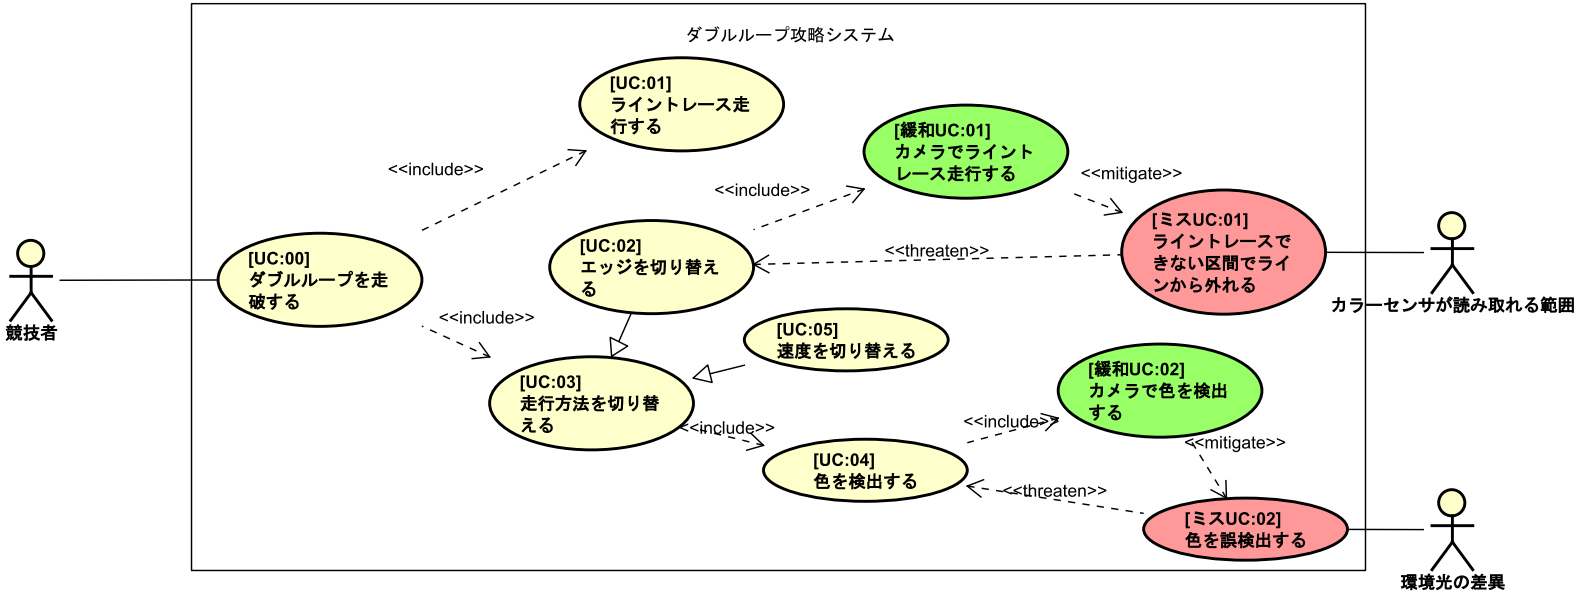 ダブルループ攻略システム
[UC:01]
ライントレース走
行する
[緩和UC:01]
カメラでライント
レース走行する
<<include>>
<<include>>
<<mitigate>>
[ミスUC:01]
ライントレースで
きない区間でライ
ンから外れる
[UC:02]
エッジを切り替え
る
<<threaten>>
[UC:00]
ダブルループを走
破する
競技者
カラーセンサが読み取れる範囲
<<include>>
[UC:05]
速度を切り替える
[UC:03]
走行方法を切り替
える
[緩和UC:02]
カメラで色を検出
する
<<include>>
<<include>>
<<mitigate>>
[UC:04]
色を検出する
<<threaten>>
[ミスUC:02]
色を誤検出する
環境光の差異